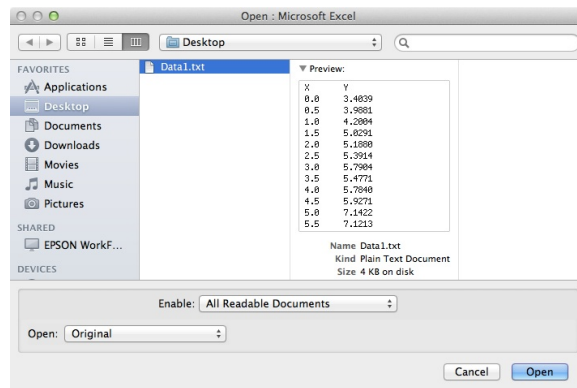 Open : Microsoft Excel
Desktop
FAVORITES
Applications
Desktop
Documents
Downloads
Movies
Music
Pictures
SHARED
EPSON WorkF...
DEVICES
Data1.txt
Preview:
X Y
0.0 3.4039
0.5 3.9881
1.0 4.2004
1.5 5.0291
2.0 5.1880
2.5 5.3914
3.0 5.7904
3.5 5.4771
4.0 5.7840
4.5 5.9271
5.0 7.1422
5.5 7.1213
Name Data1.txt
Kind Plain Text Document
Size 4 KB on disk
Enable: All Readable Documents
Open: Original
Cancel Open